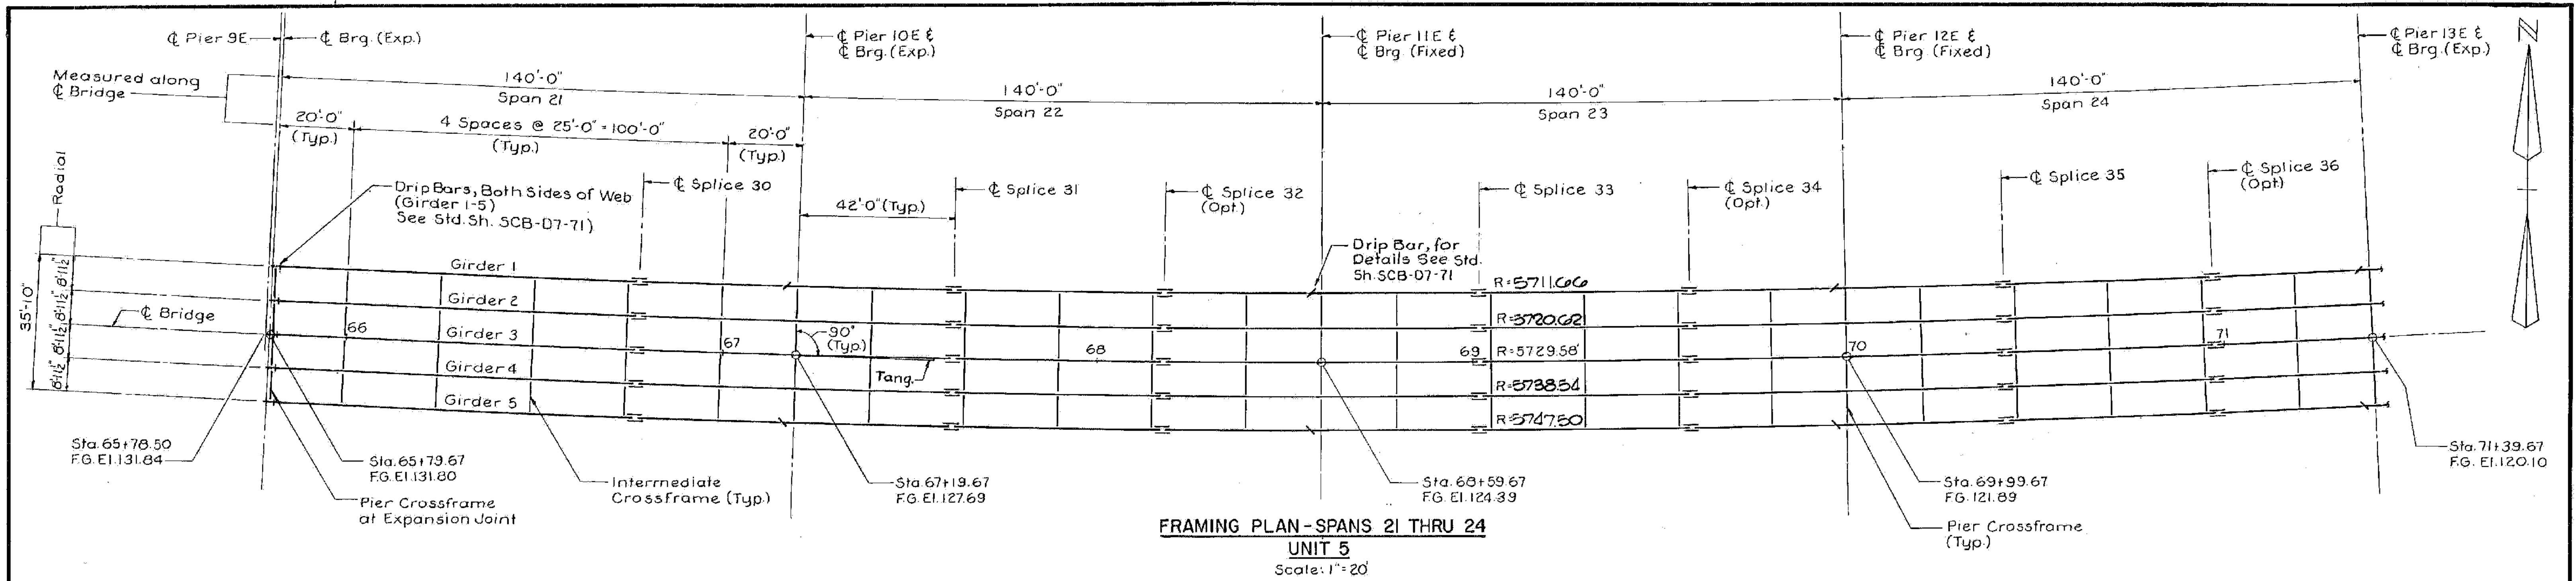 ℄ Pier 9E
℄ Brg. (Exp.)
℄ Pier 10E &
℄ Brg. (Exp.)
℄ Pier 11E &
℄ Brg. (Fixed)
℄ Pier 12E &
℄ Brg. (Fixed)
℄ Pier 13E &
℄ Brg. (Exp.)
N
Measured along
℄ Bridge
140'-0"
Span 21
140'-0"
Span 22
140'-0"
Span 23
140'-0"
Span 24
20'-0"
(Typ.)
4 Spaces @ 25'-0" = 100'-0"
(Typ.)
20'-0"
(Typ.)
Radial
Drip Bars, Both Sides of Web
(Girder 1-5)
See Std. Sh. SCB-D7-71)
℄ Splice 30
42'-0" (Typ.)
℄ Splice 31
℄ Splice 32
(Opt.)
℄ Splice 33
℄ Splice 34
(Opt.)
℄ Splice 35
℄ Splice 36
(Opt.)
Drip Bar, for
Details See Std.
Sh. SCB-D7-71
35'-10"
8'-11½" 8'-11½" 8'-11½" 8'-11½"
℄ Bridge
Girder 1
Girder 2
Girder 3
Girder 4
Girder 5
66
67
68
69
70
71
90°
(Typ.)
Tang.
R=5711.66
R=5720.62
R=5729.58'
R=5738.54
R=5747.50
Sta. 65+78.50
F.G. El. 131.84
Sta. 65+79.67
F.G. El. 131.80
Pier Crossframe
at Expansion Joint
Intermediate
Crossframe (Typ.)
Sta. 67+19.67
F.G. El. 127.69
Sta. 68+59.67
F.G. El. 124.39
Sta. 69+99.67
F.G. 121.89
Pier Crossframe
(Typ.)
Sta. 71+39.67
F.G. El. 120.10
FRAMING PLAN - SPANS 21 THRU 24
UNIT 5
Scale: 1" = 20'